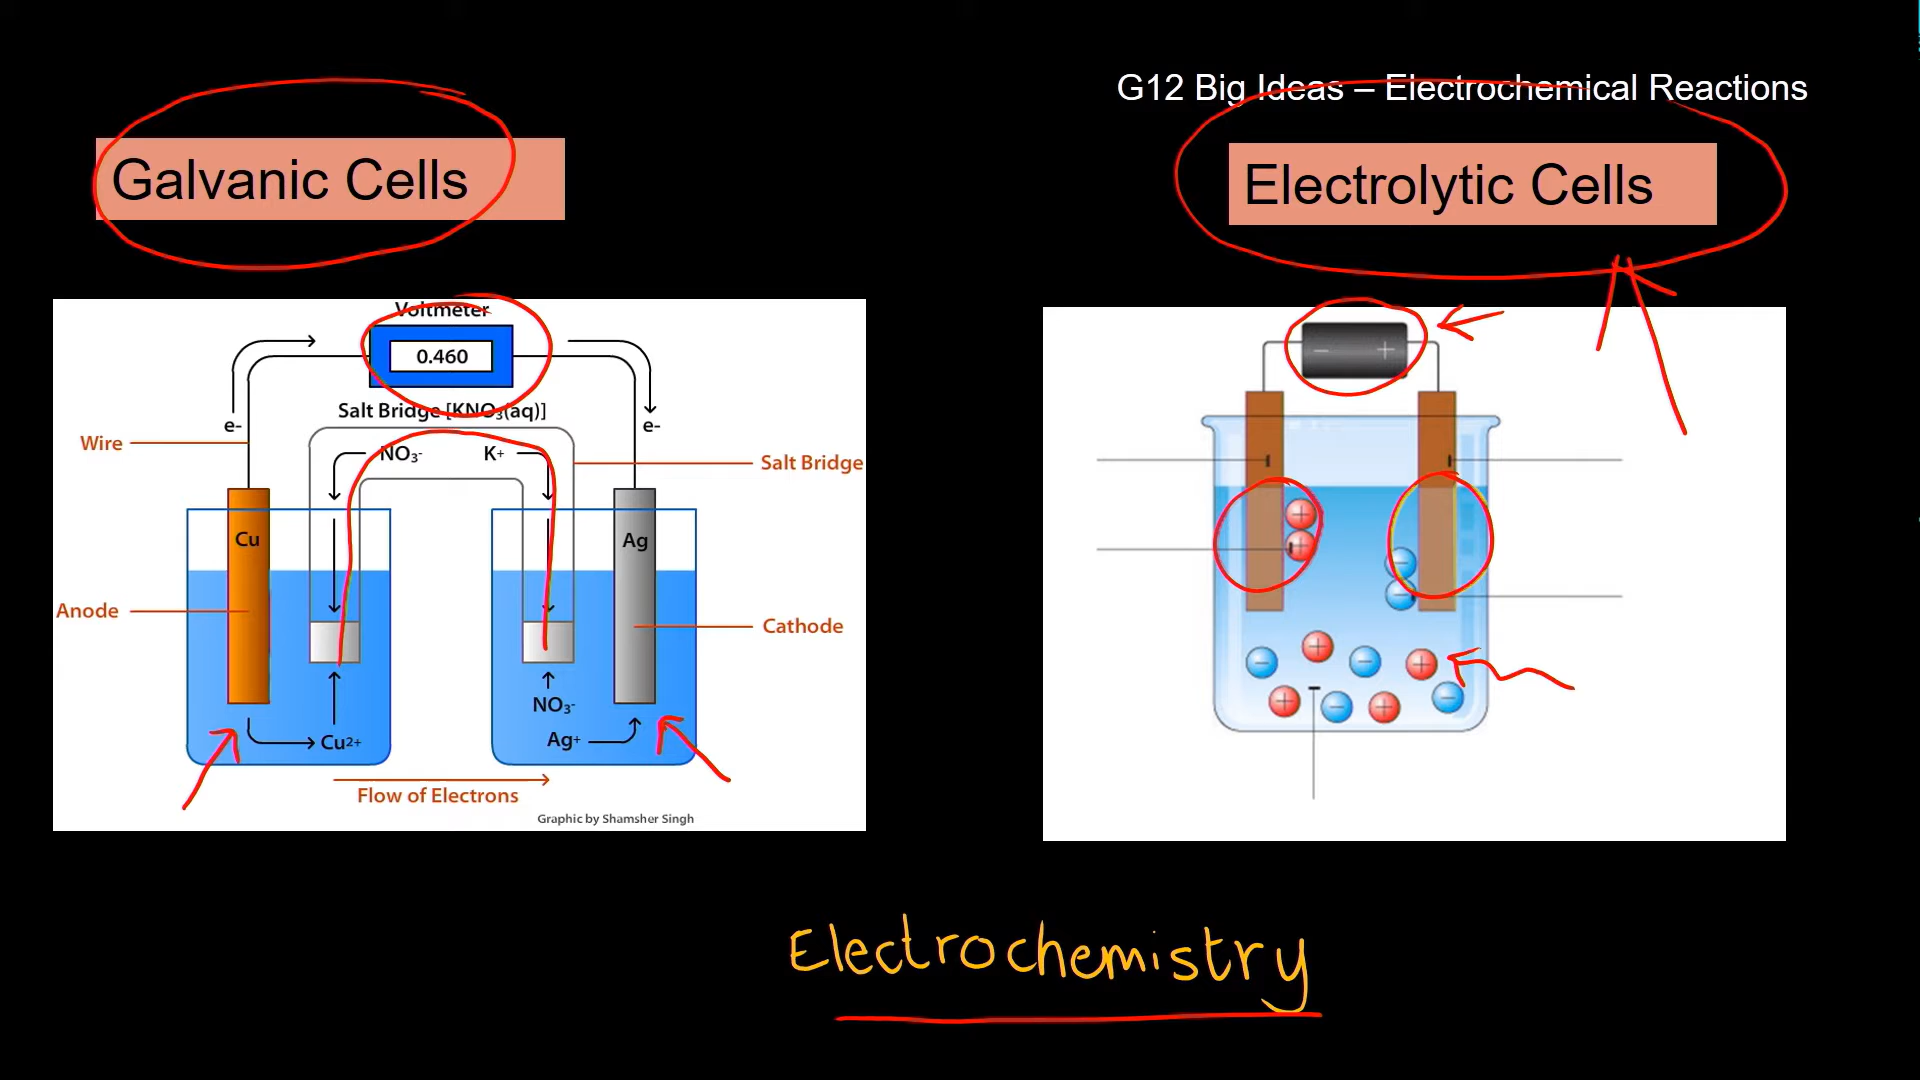 G12 Big Ideas – Electrochemical Reactions
Galvanic Cells
Electrolytic Cells
Voltmeter
0.460
Salt Bridge [KNO₃(aq)]
e-
e-
Wire
NO₃-
K+
Salt Bridge
Cu
Ag
Anode
Cathode
NO₃-
Cu²⁺
Ag+
Flow of Electrons
Graphic by Shamsher Singh
− +
+
+
−
−
− + − +
+ − + −
Electrochemistry